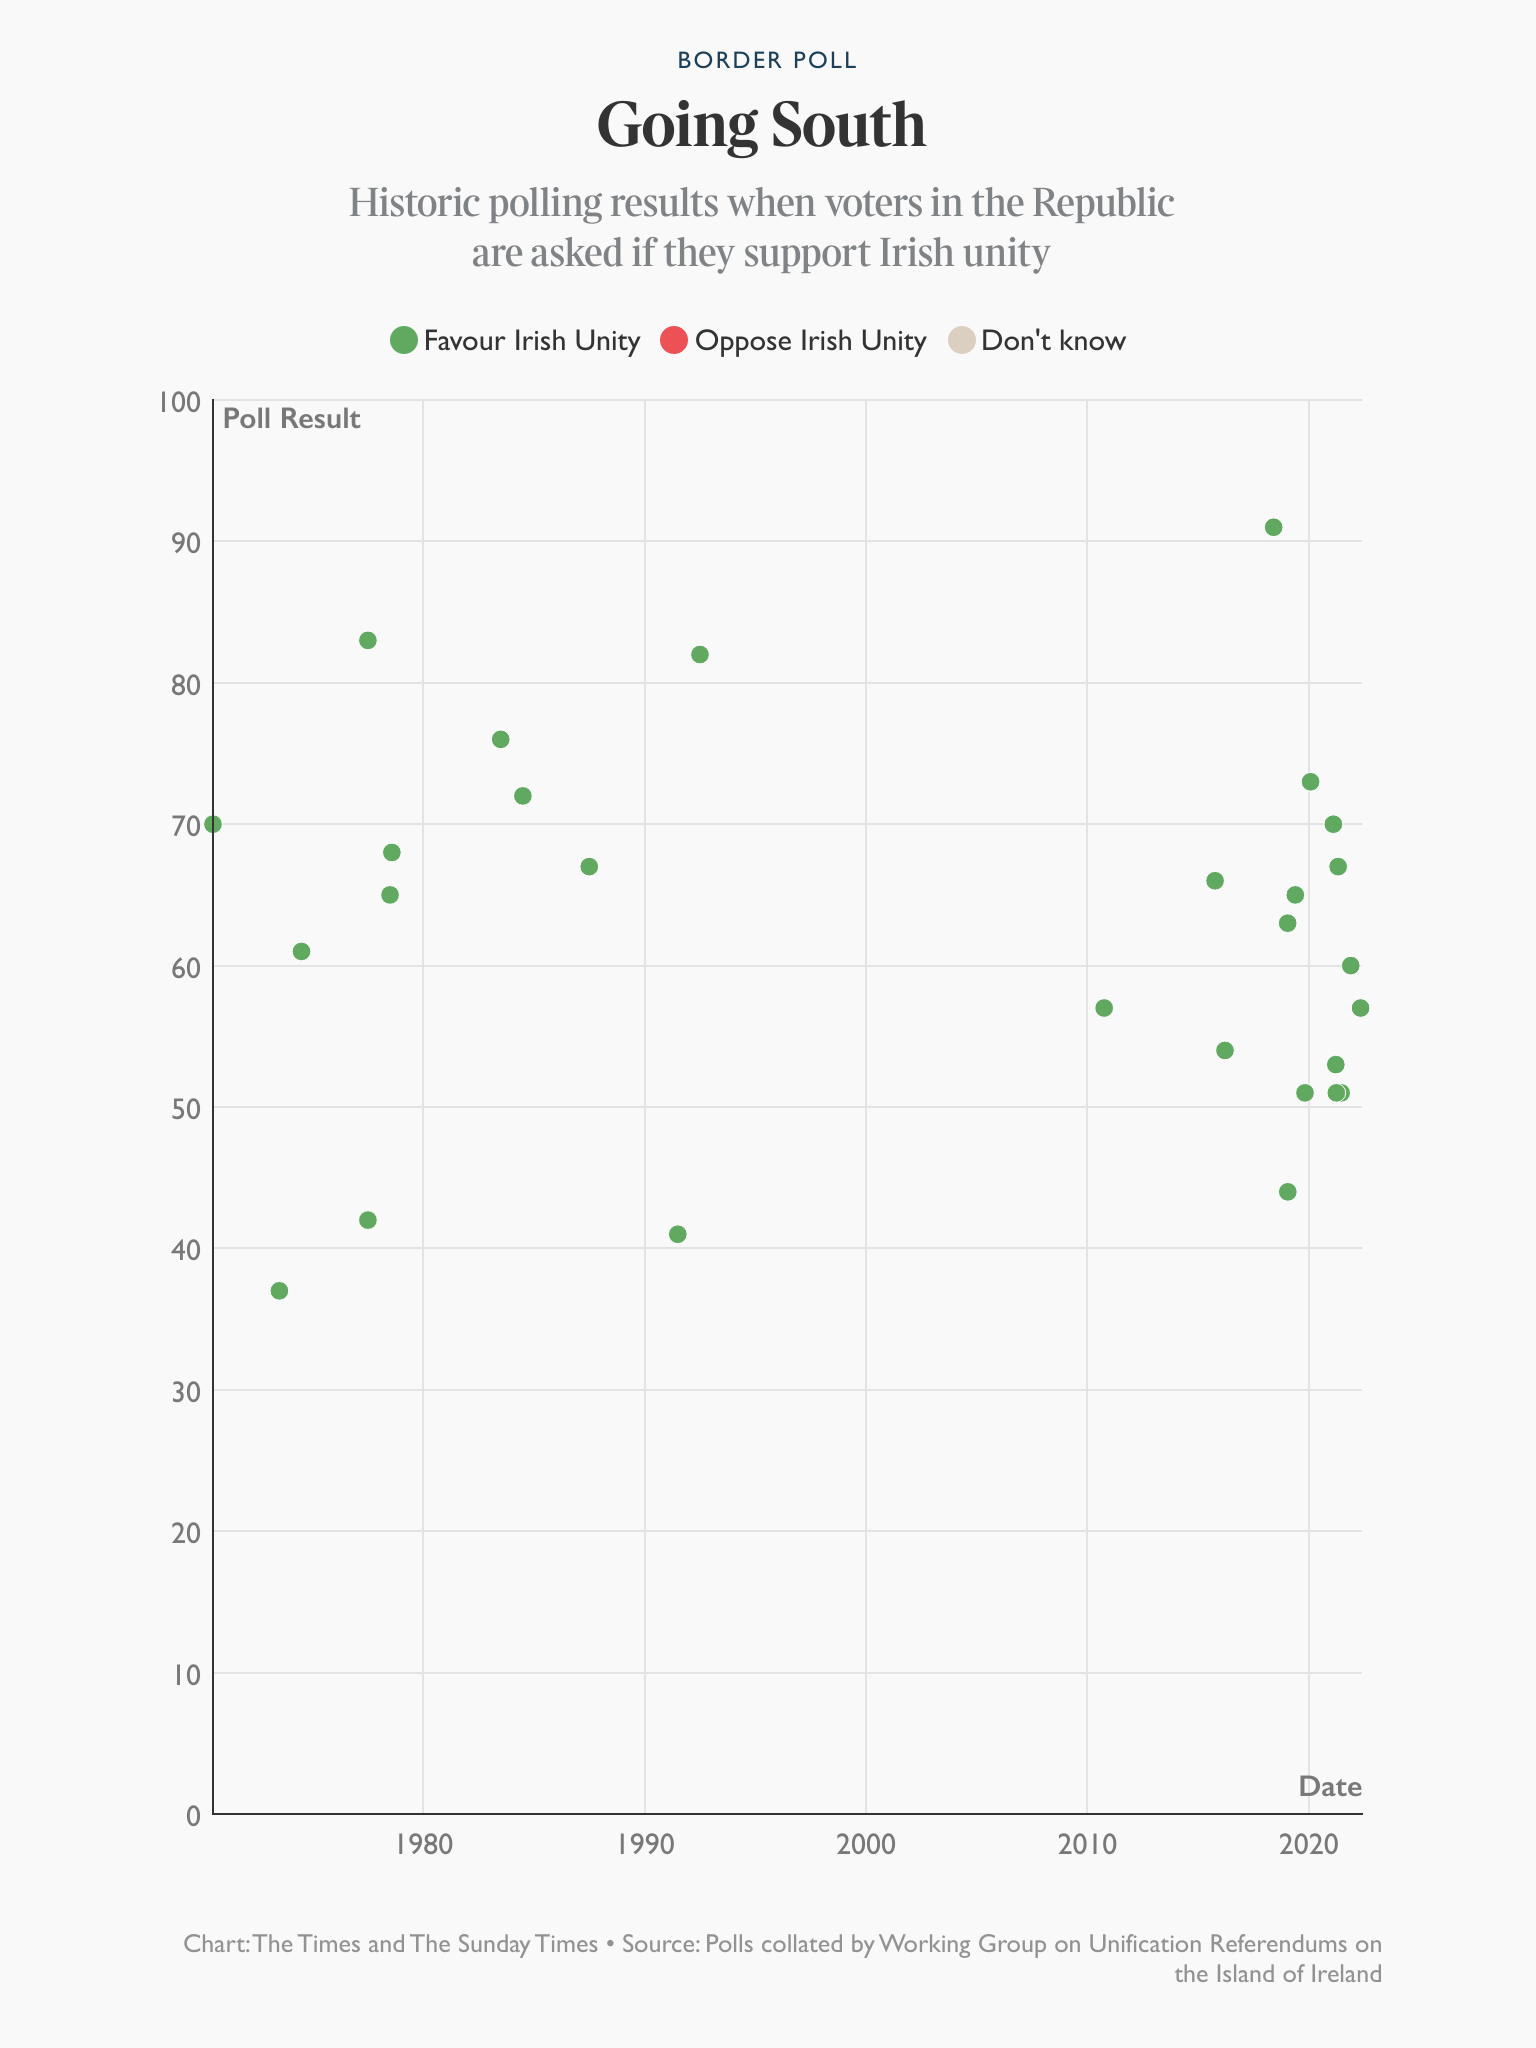 BORDER POLL
Going South
Historic polling results when voters in the Republic
are asked if they support Irish unity
Favour Irish Unity Oppose Irish Unity Don't know
100
Poll Result
90
80
70
60
50
40
30
20
10
Date
0
1980 1990 2000 2010 2020
Chart: The Times and The Sunday Times • Source: Polls collated by Working Group on Unification Referendums on
the Island of Ireland